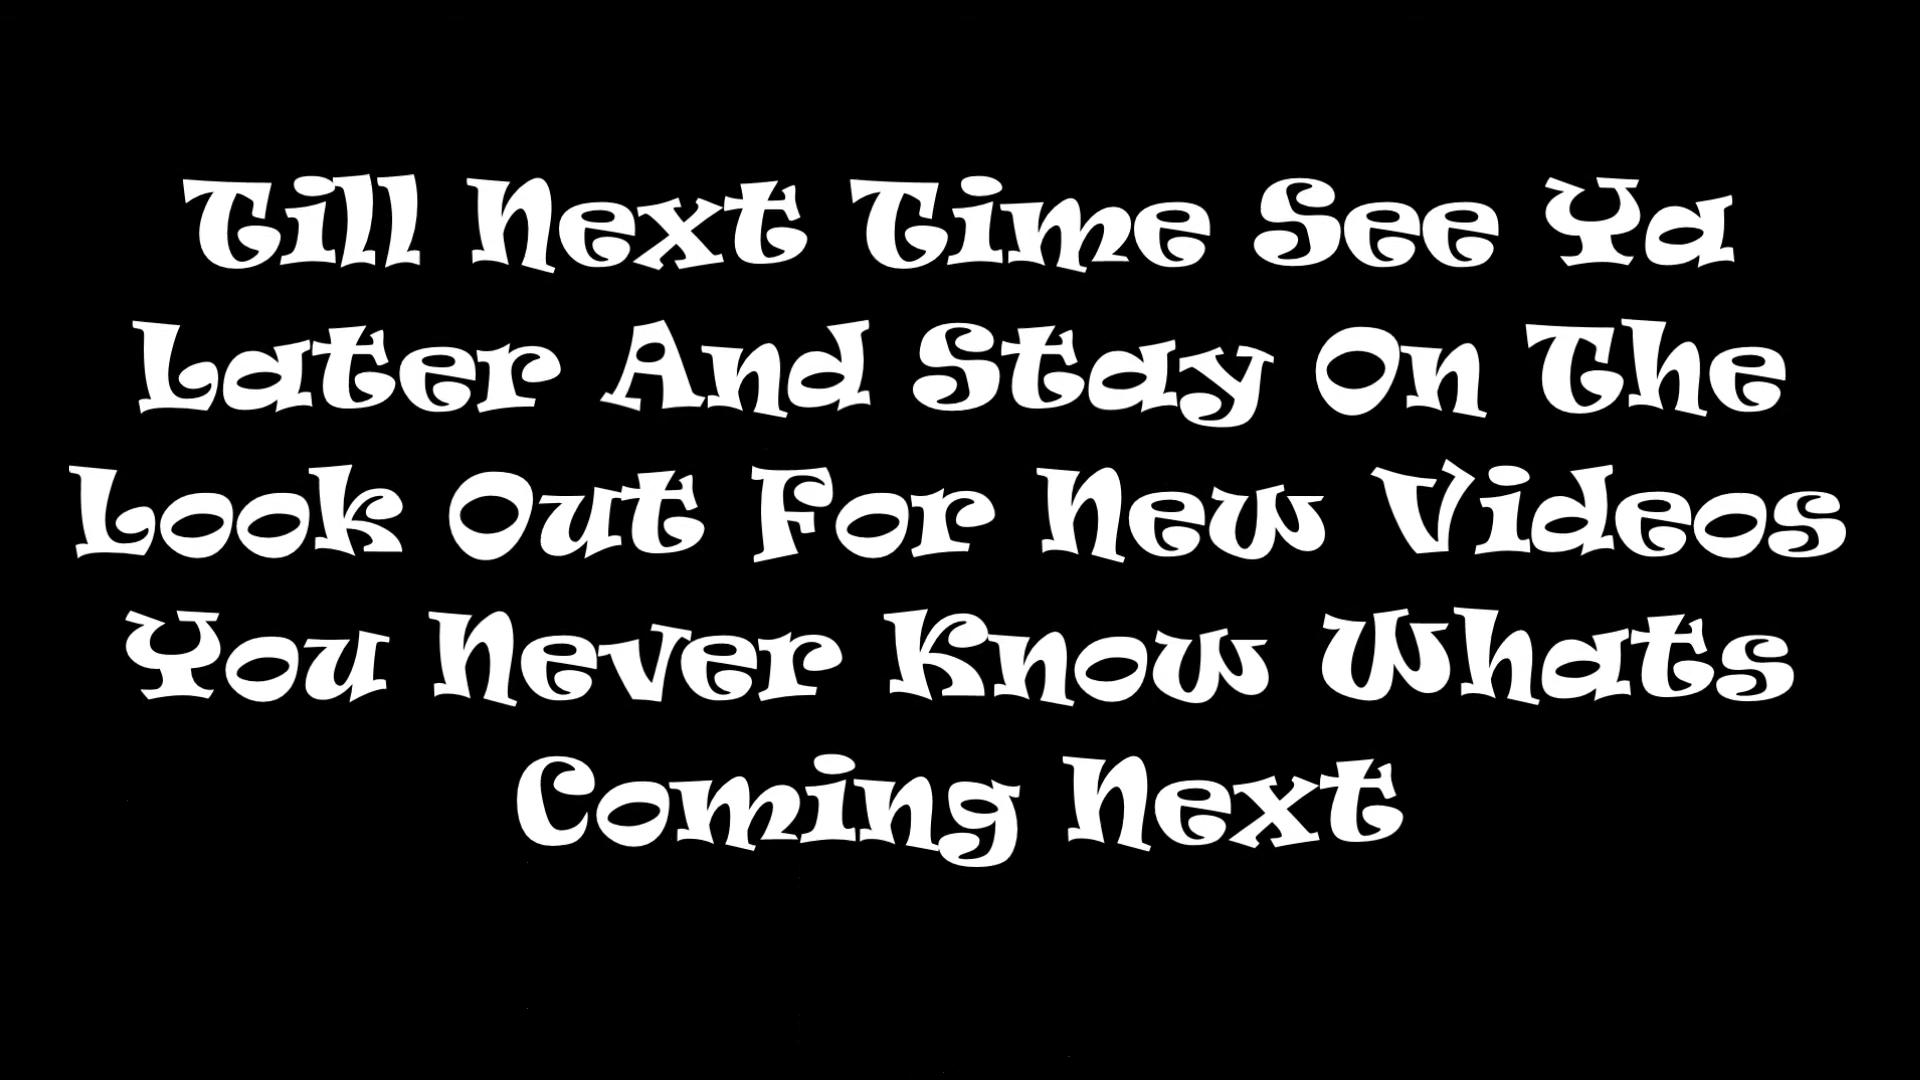 Till Next Time See Ya
Later And Stay On The
Look Out For New Videos
You Never Know Whats
Coming Next